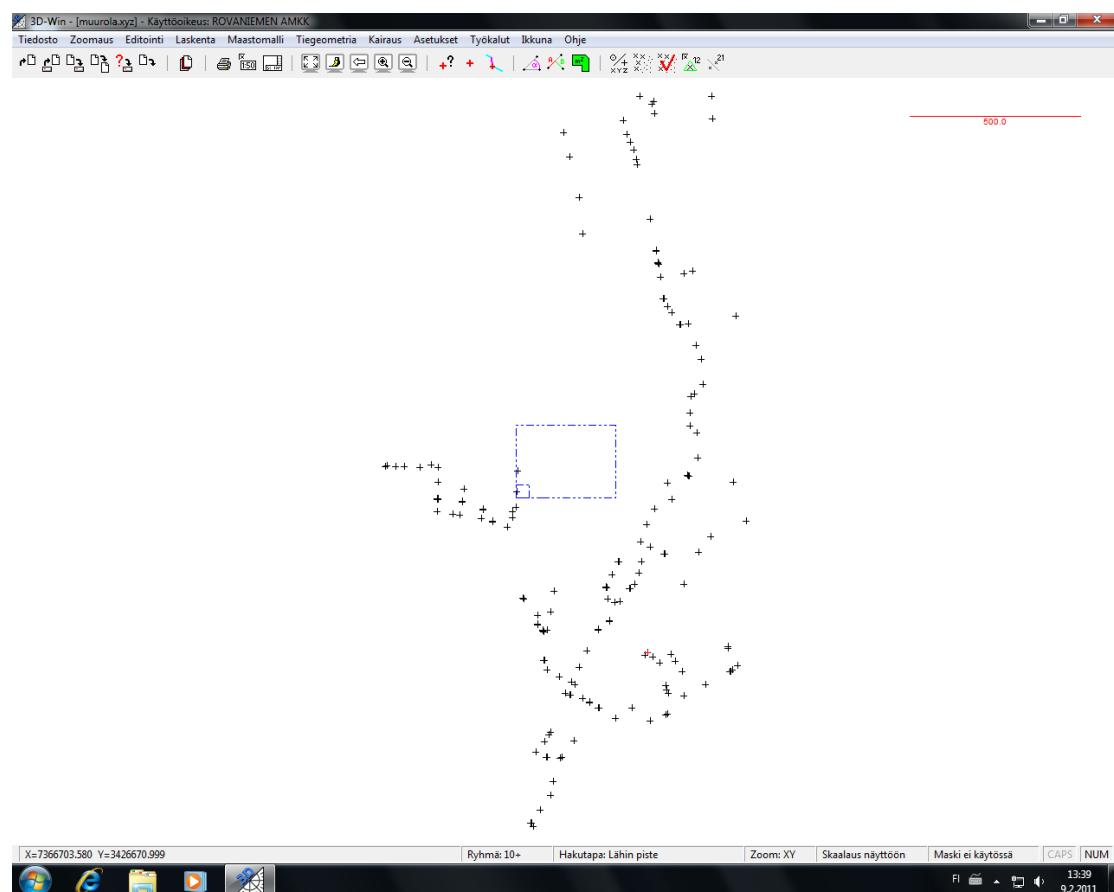 3D-Win - [muurola.xyz] - Käyttöoikeus: ROVANIEMEN AMKK
Tiedosto Zoomaus Editointi Laskenta Maastomalli Tiegeometria Kairaus Asetukset Työkalut Ikkuna Ohje
500.0
X=7366703.580 Y=3426670.999 Ryhmä: 10+ Hakutapa: Lähin piste Zoom: XY Skaalaus näyttöön Maski ei käytössä CAPS NUM
FI 13:39
9.2.2011